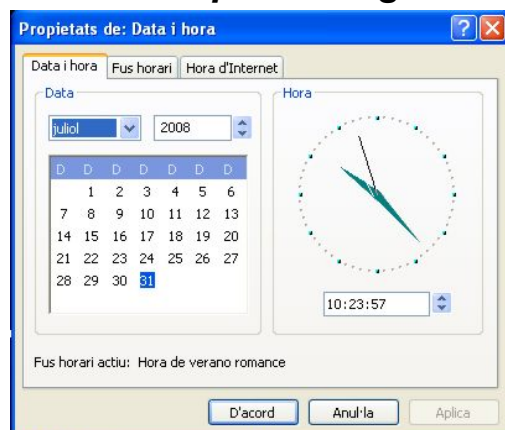 Propietats de: Data i hora
Data i hora Fus horari Hora d'Internet
Data
juliol 2008
D D D D D D D
1 2 3 4 5 6
7 8 9 10 11 12 13
14 15 16 17 18 19 20
21 22 23 24 25 26 27
28 29 30 31
Hora
10:23:57
Fus horari actiu: Hora de verano romance
D'acord Anul·la Aplica